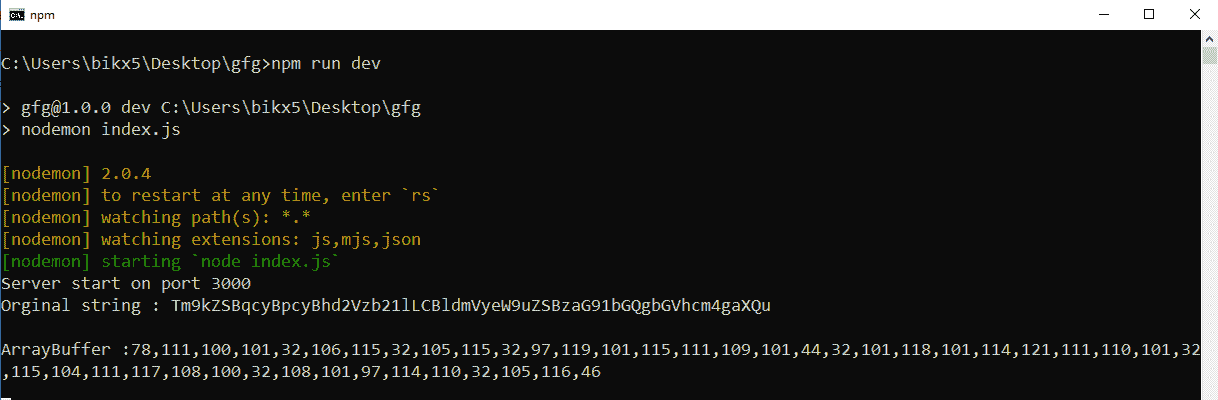 npm
C:\Users\bikx5\Desktop\gfg>npm run dev
> gfg@1.0.0 dev C:\Users\bikx5\Desktop\gfg
> nodemon index.js
[nodemon] 2.0.4
[nodemon] to restart at any time, enter `rs`
[nodemon] watching path(s): *.*
[nodemon] watching extensions: js,mjs,json
[nodemon] starting `node index.js`
Server start on port 3000
Orginal string : Tm9kZSBqcyBpcyBhd2Vzb21lLCBldmVyeW9uZSBzaG91bGQgbGVhcm4gaXQu
ArrayBuffer :78,111,100,101,32,106,115,32,105,115,32,97,119,101,115,111,109,101,44,32,101,118,101,114,121,111,110,101,32
,115,104,111,117,108,100,32,108,101,97,114,110,32,105,116,46